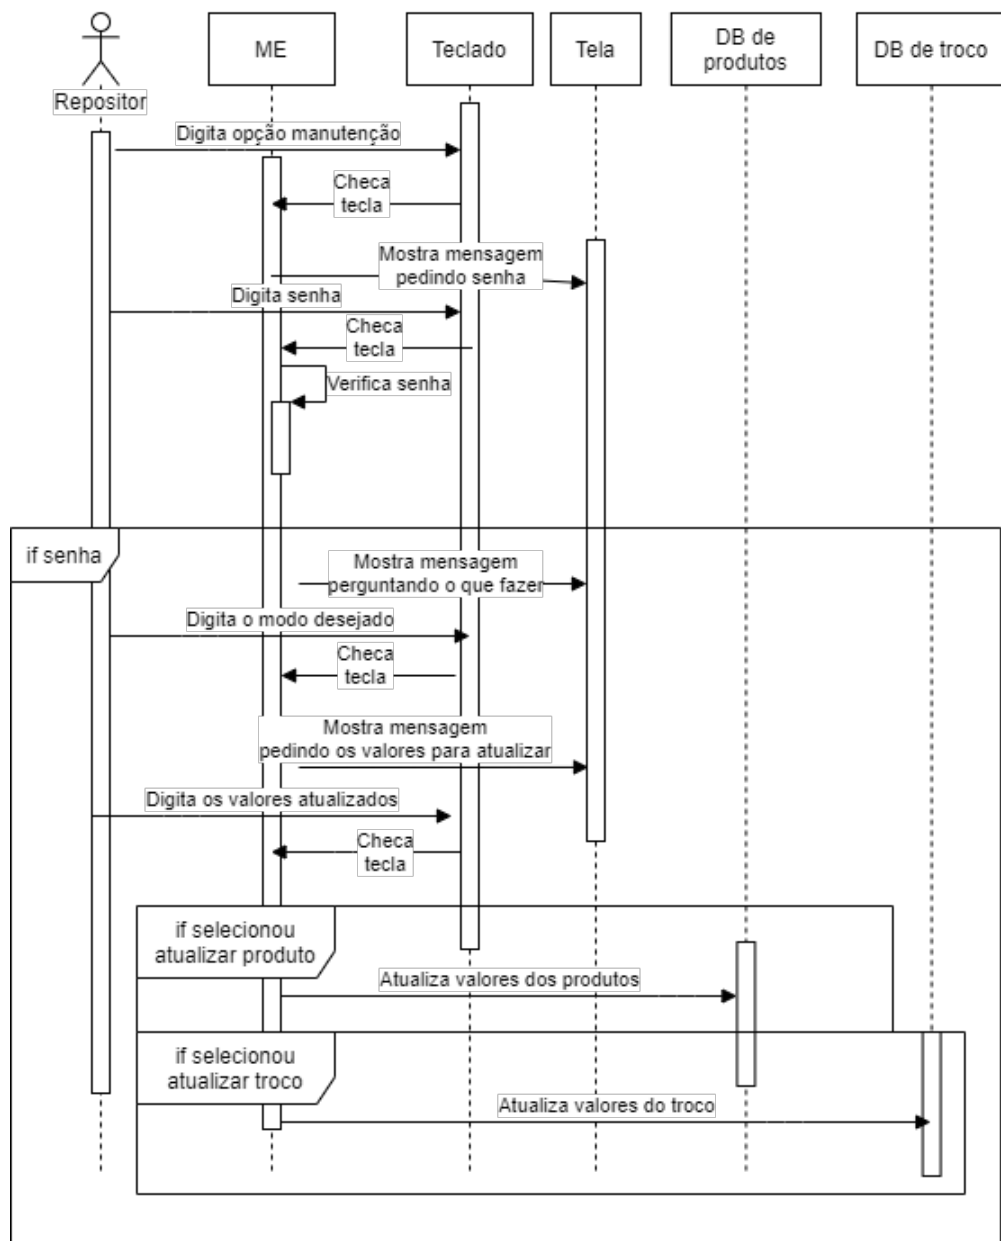 Repositor
ME
Teclado
Tela
DB de
produtos
DB de troco
Digita opção manutenção
Checa
tecla
Mostra mensagem
pedindo senha
Digita senha
Checa
tecla
Verifica senha
if senha
Mostra mensagem
perguntando o que fazer
Digita o modo desejado
Checa
tecla
Mostra mensagem
pedindo os valores para atualizar
Digita os valores atualizados
Checa
tecla
if selecionou
atualizar produto
Atualiza valores dos produtos
if selecionou
atualizar troco
Atualiza valores do troco